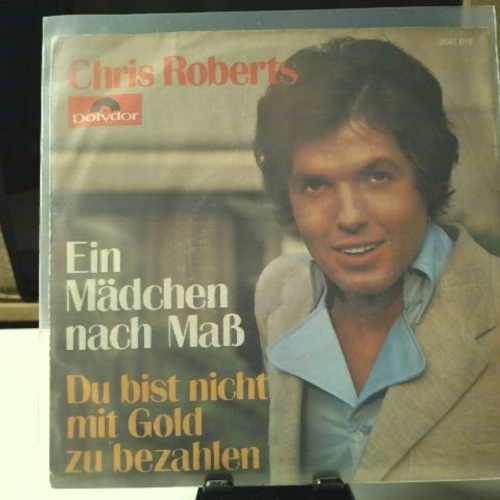 Chris Roberts
Polydor
Ein
Mädchen
nach Maß
Du bist nicht
mit Gold
zu bezahlen